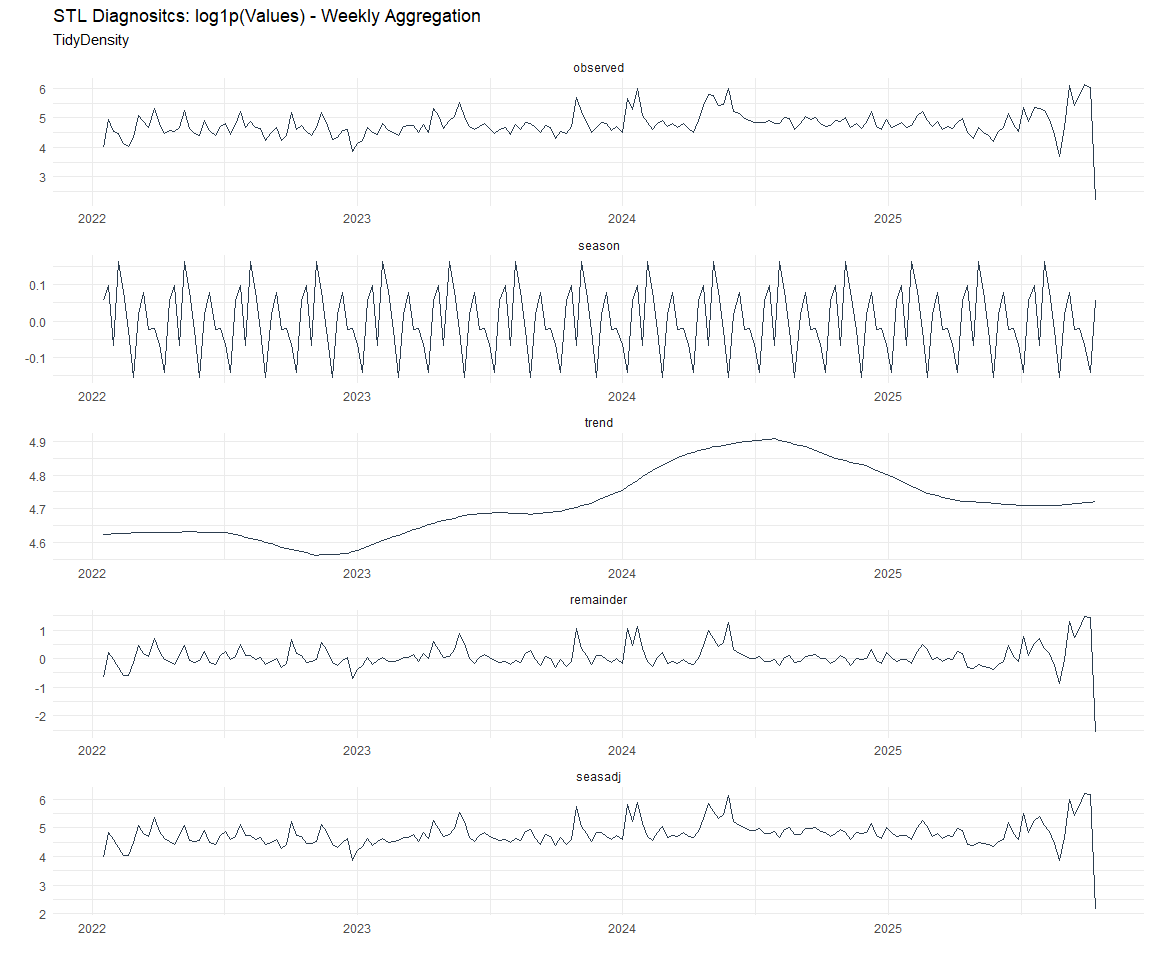 STL Diagnositcs: log1p(Values) - Weekly Aggregation
TidyDensity
observed
6
5
4
3
2022 2023 2024 2025
season
0.1
0.0
-0.1
2022 2023 2024 2025
trend
4.9
4.8
4.7
4.6
2022 2023 2024 2025
remainder
1
0
-1
-2
2022 2023 2024 2025
seasadj
6
5
4
3
2
2022 2023 2024 2025